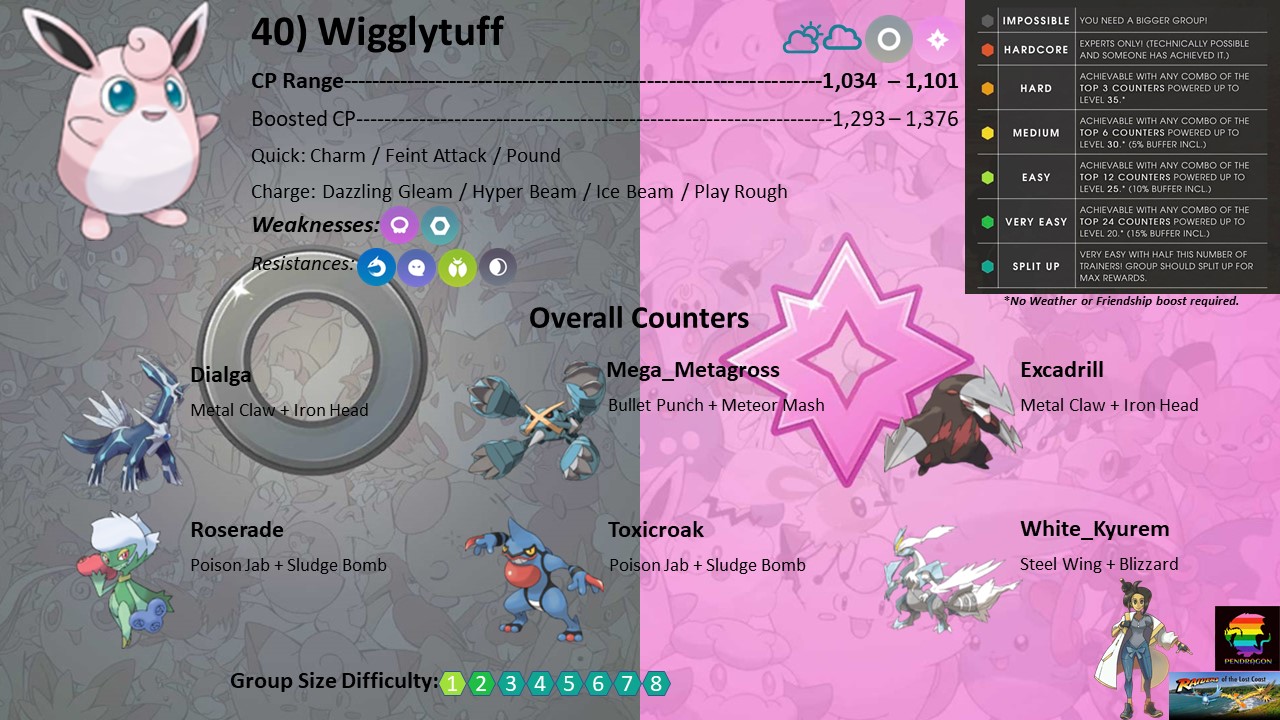 40) Wigglytuff
CP Range-----------------------------------------------------------------------1,034 – 1,101
Boosted CP---------------------------------------------------------------------1,293 – 1,376
Quick: Charm / Feint Attack / Pound
Charge: Dazzling Gleam / Hyper Beam / Ice Beam / Play Rough
Weaknesses:
Resistances:
IMPOSSIBLE YOU NEED A BIGGER GROUP!
HARDCORE EXPERTS ONLY! (TECHNICALLY POSSIBLE
AND SOMEONE HAS ACHIEVED IT.)
HARD ACHIEVABLE WITH ANY COMBO OF THE
TOP 3 COUNTERS POWERED UP TO
LEVEL 35.*
MEDIUM ACHIEVABLE WITH ANY COMBO OF THE
TOP 6 COUNTERS POWERED UP TO
LEVEL 30.* (5% BUFFER INCL.)
EASY ACHIEVABLE WITH ANY COMBO OF THE
TOP 12 COUNTERS POWERED UP TO
LEVEL 25.* (10% BUFFER INCL.)
VERY EASY ACHIEVABLE WITH ANY COMBO OF THE
TOP 24 COUNTERS POWERED UP TO
LEVEL 20.* (15% BUFFER INCL.)
SPLIT UP VERY EASY WITH HALF THIS NUMBER OF
TRAINERS! GROUP SHOULD SPLIT UP FOR
MAX REWARDS.
*No Weather or Friendship boost required.
Overall Counters
Dialga
Metal Claw + Iron Head
Mega_Metagross
Bullet Punch + Meteor Mash
Excadrill
Metal Claw + Iron Head
Roserade
Poison Jab + Sludge Bomb
Toxicroak
Poison Jab + Sludge Bomb
White_Kyurem
Steel Wing + Blizzard
Group Size Difficulty: 1 2 3 4 5 6 7 8
PENDRAGON
RAIDERS of the Lost Coast